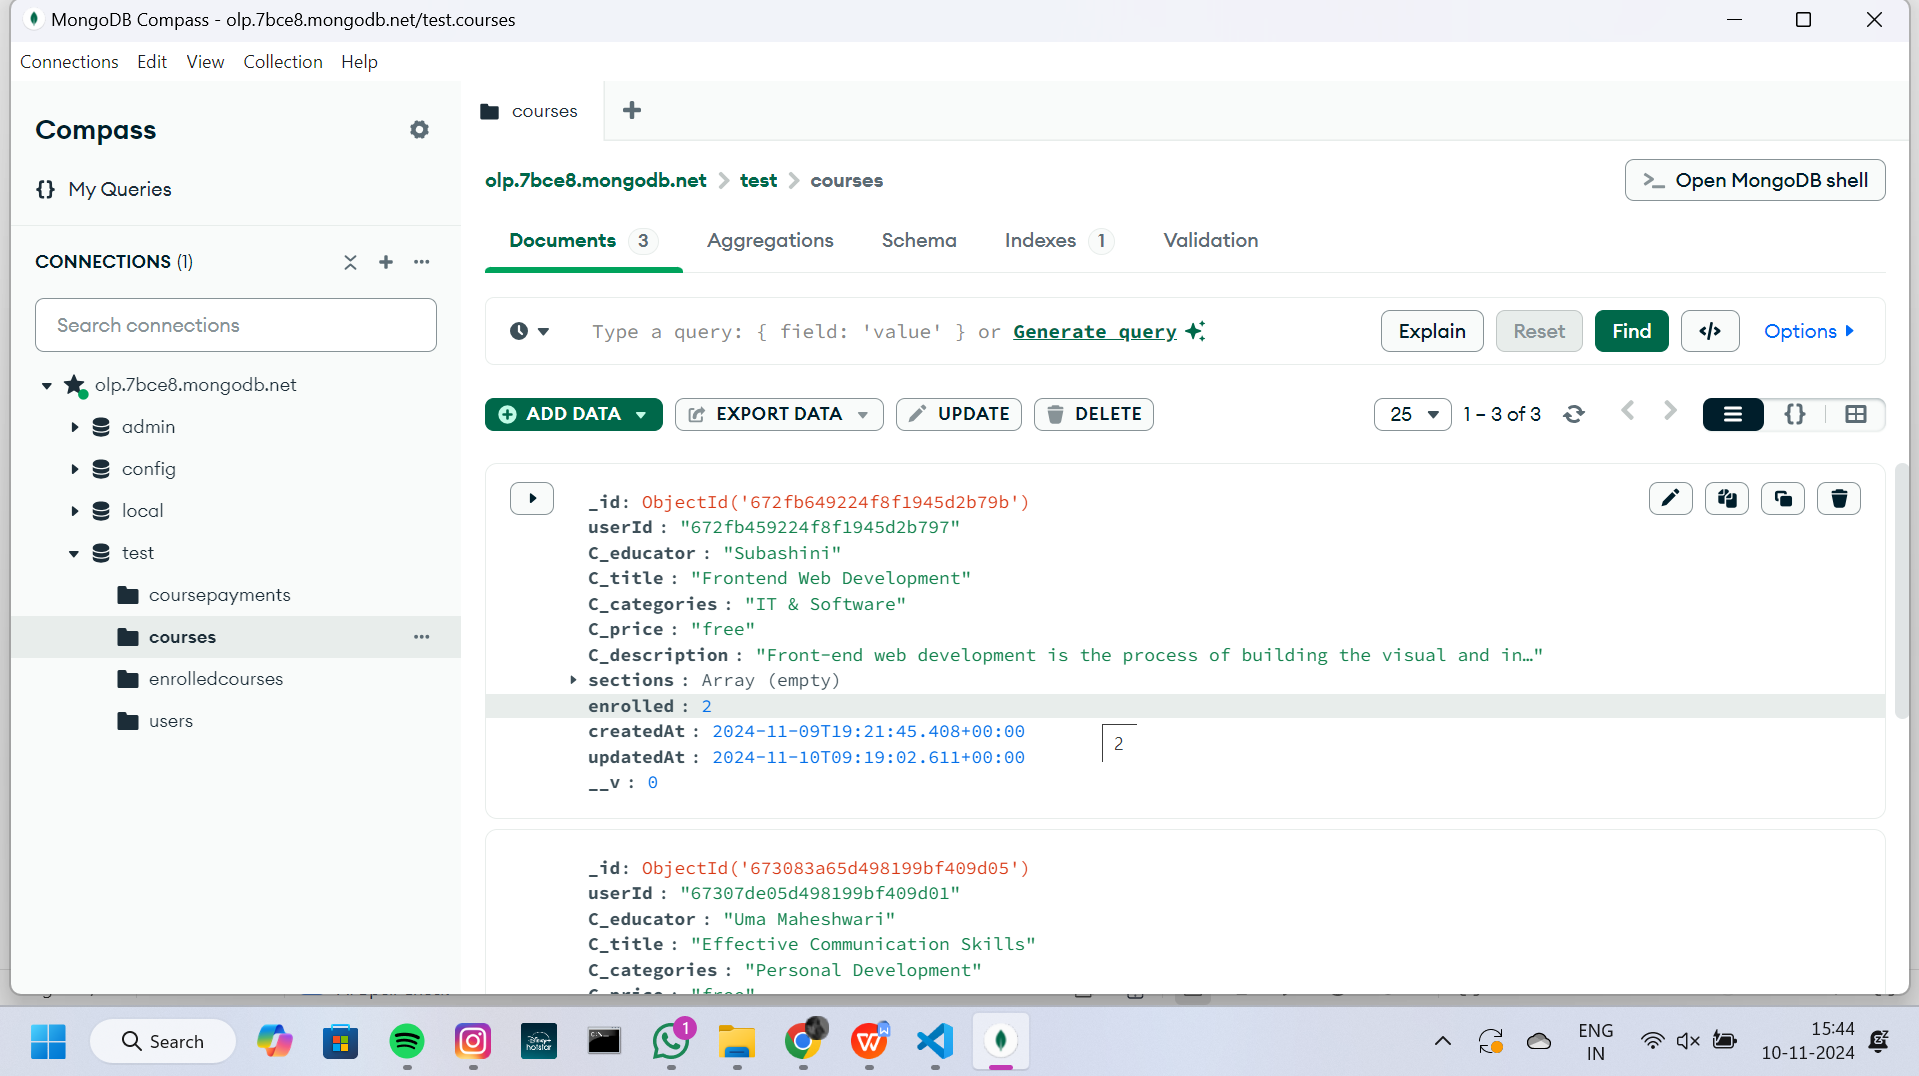 MongoDB Compass - olp.7bce8.mongodb.net/test.courses
Connections Edit View Collection Help
Compass
{} My Queries
CONNECTIONS (1)
Search connections
olp.7bce8.mongodb.net
admin
config
local
test
coursepayments
courses
enrolledcourses
users
courses
olp.7bce8.mongodb.net > test > courses
>_ Open MongoDB shell
Documents 3 Aggregations Schema Indexes 1 Validation
Type a query: { field: 'value' } or Generate query
Explain Reset Find </> Options
ADD DATA EXPORT DATA UPDATE DELETE
25 1 – 3 of 3 {}
_id: ObjectId('672fb649224f8f1945d2b79b')
userId : "672fb459224f8f1945d2b797"
C_educator : "Subashini"
C_title : "Frontend Web Development"
C_categories : "IT & Software"
C_price : "free"
C_description : "Front-end web development is the process of building the visual and in…"
sections : Array (empty)
enrolled : 2
createdAt : 2024-11-09T19:21:45.408+00:00
updatedAt : 2024-11-10T09:19:02.611+00:00
2
__v : 0
_id: ObjectId('673083a65d498199bf409d05')
userId : "67307de05d498199bf409d01"
C_educator : "Uma Maheshwari"
C_title : "Effective Communication Skills"
C_categories : "Personal Development"
C_price : "free"
Search
disney+ hotstar
1
W
ENG
IN
15:44
10-11-2024